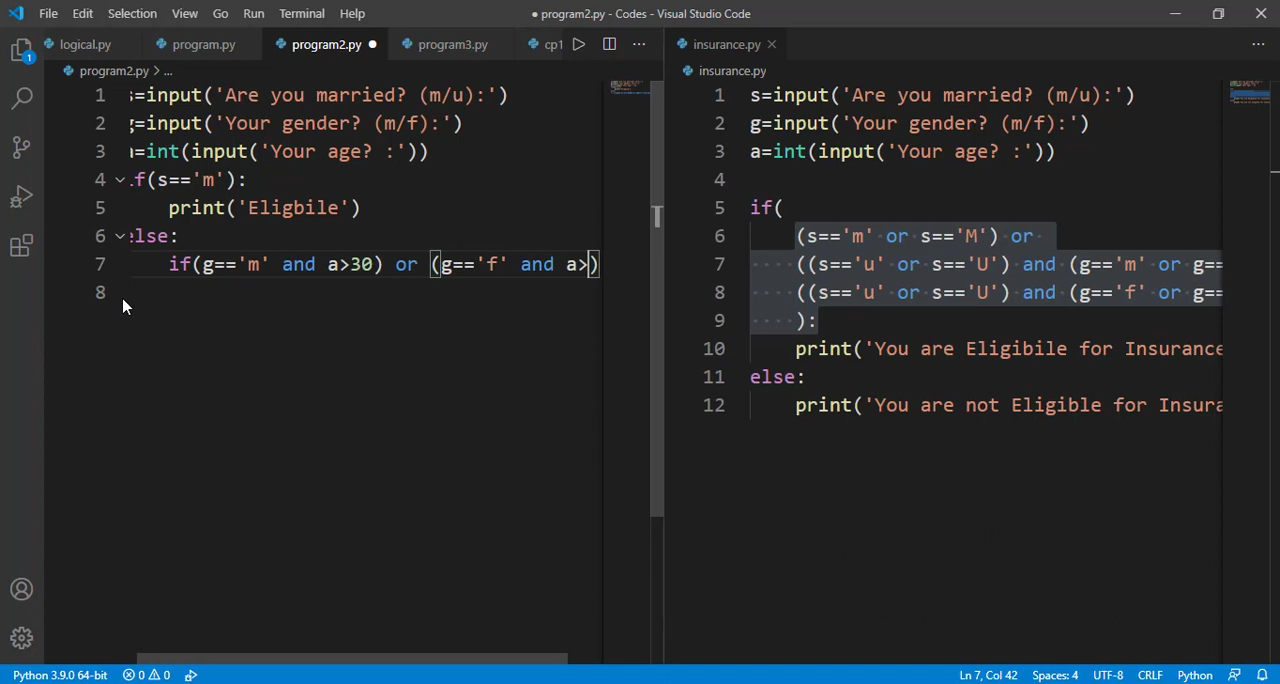 File Edit Selection View Go Run Terminal Help
● program2.py - Codes - Visual Studio Code
logical.py program.py program2.py ● program3.py cp1
insurance.py
1
program2.py > ...
1 =input('Are you married? (m/u):')
2 =input('Your gender? (m/f):')
3 =int(input('Your age? :'))
4 f(s=='m'):
5 print('Eligbile')
6 lse:
7 if(g=='m' and a>30) or (g=='f' and a>)
8
insurance.py
1 s=input('Are you married? (m/u):')
2 g=input('Your gender? (m/f):')
3 a=int(input('Your age? :'))
4
5 if(
6 (s=='m' or s=='M') or
7 ((s=='u' or s=='U') and (g=='m' or g==
8 ((s=='u' or s=='U') and (g=='f' or g==
9 ):
10 print('You are Eligibile for Insurance
11 else:
12 print('You are not Eligible for Insura
Python 3.9.0 64-bit 0 0 Ln 7, Col 42 Spaces: 4 UTF-8 CRLF Python